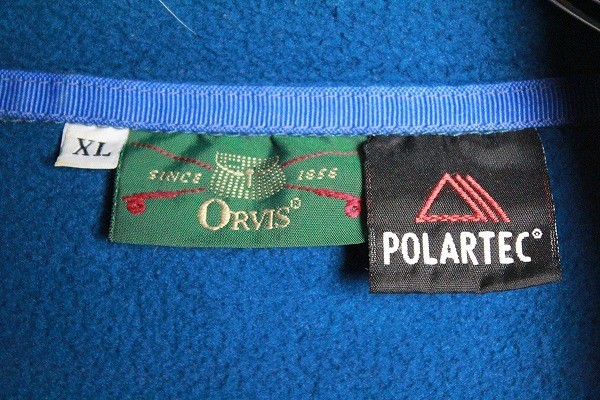 XL
SINCE 1856
ORVIS®
POLARTEC®